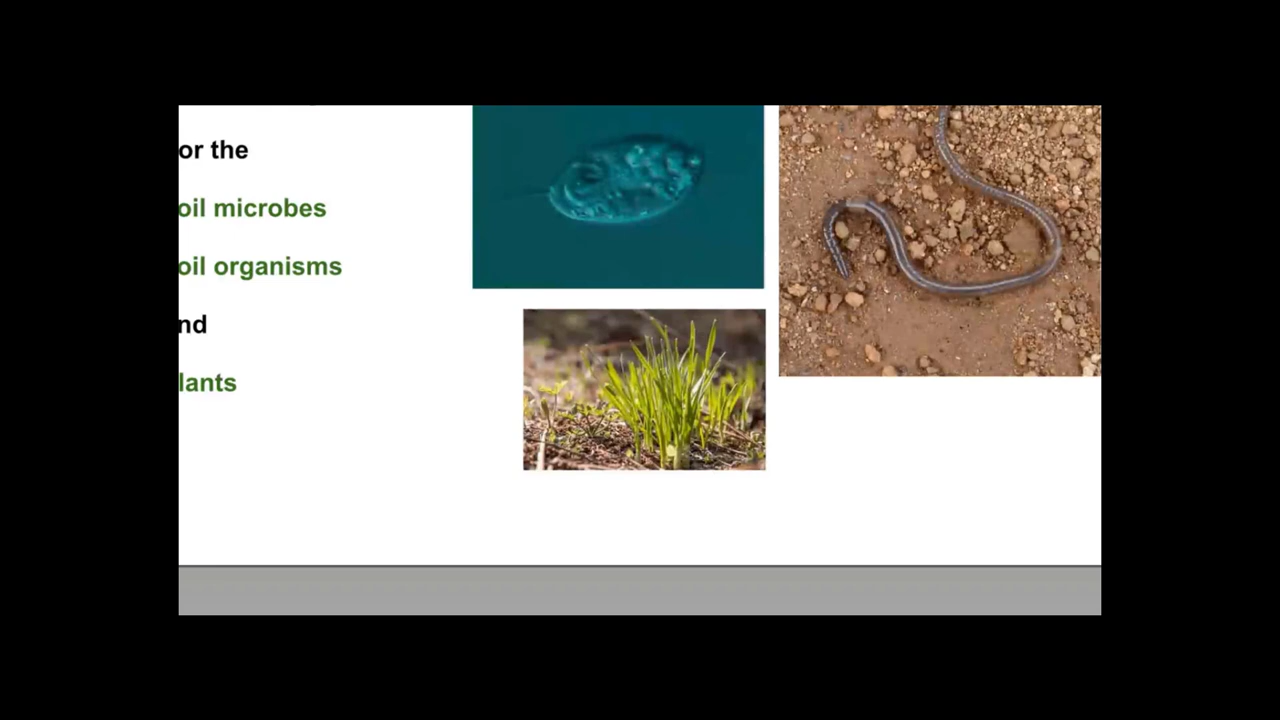 or the
oil microbes
oil organisms
nd
lants